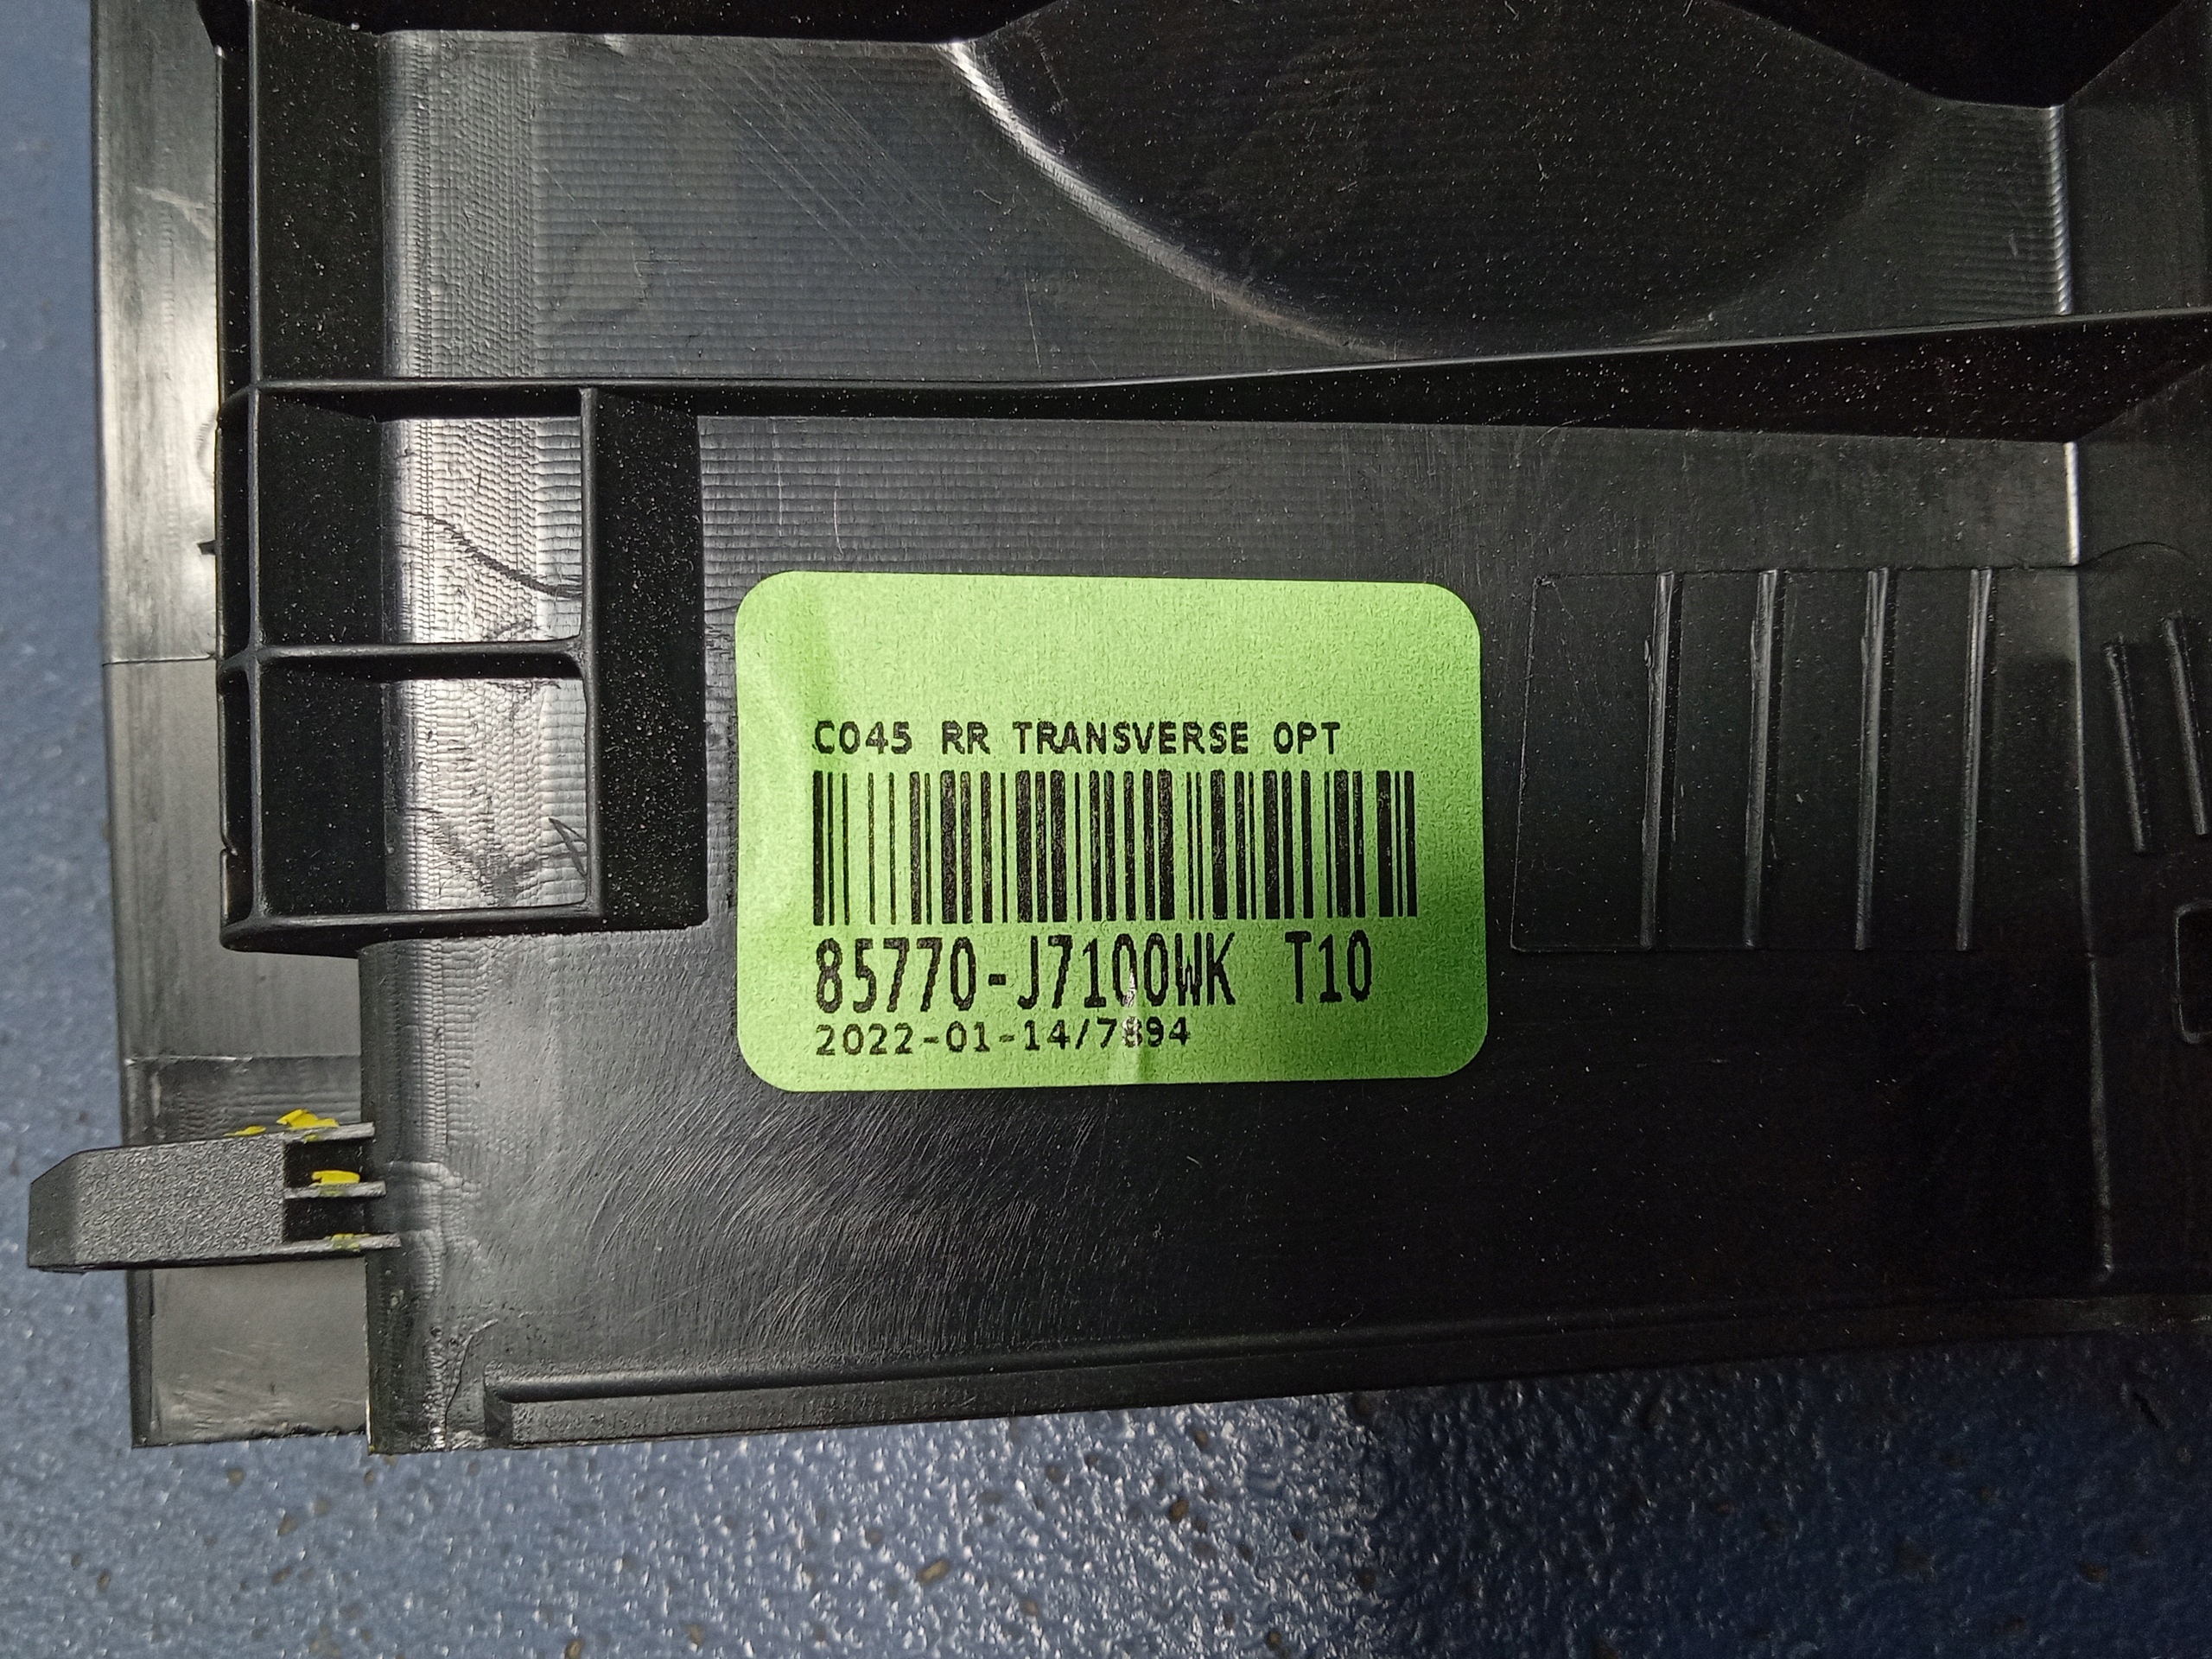 C045 RR TRANSVERSE OPT
85770-J7100WK T10
2022-01-14/7894